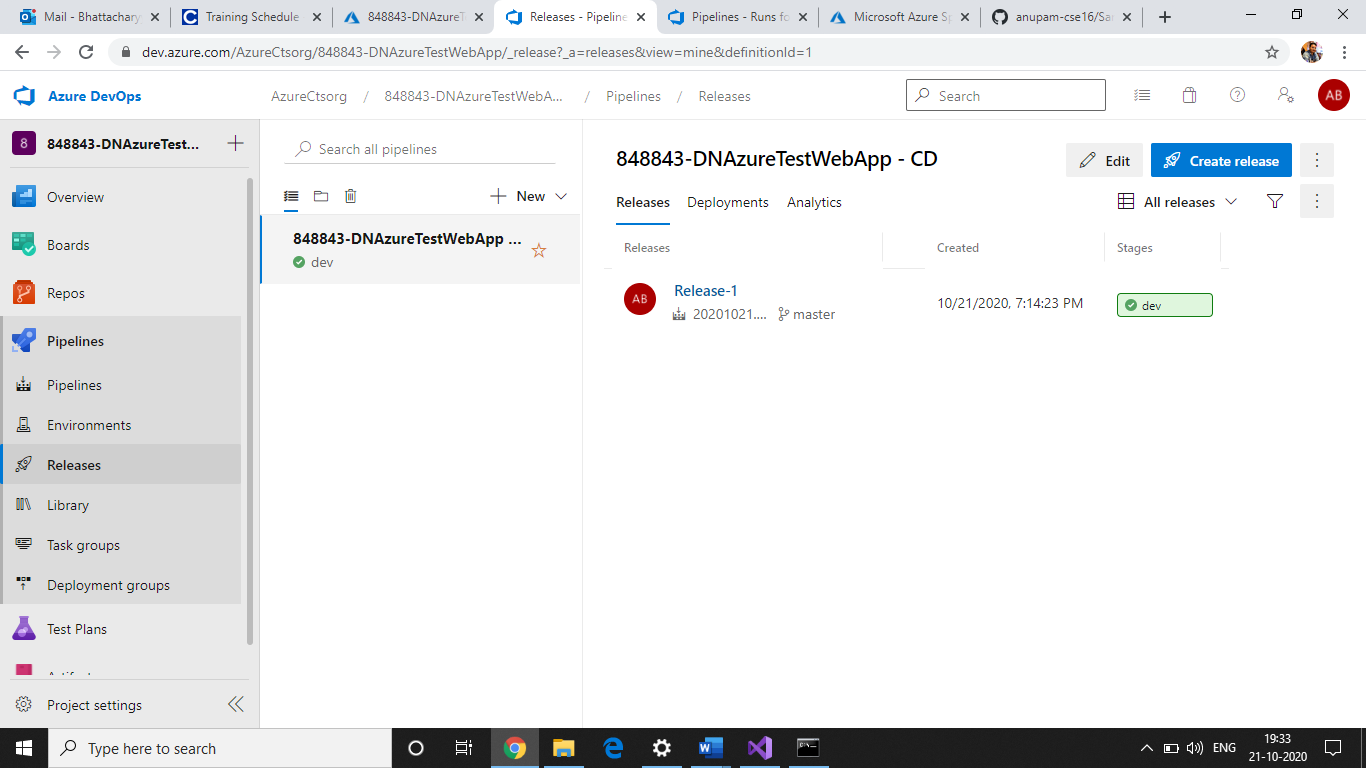 Mail - Bhattachary
Training Schedule
848843-DNAzureT
Releases - Pipeline
Pipelines - Runs fo
Microsoft Azure Sp
anupam-cse16/Sa
dev.azure.com/AzureCtsorg/848843-DNAzureTestWebApp/_release?_a=releases&view=mine&definitionId=1
Azure DevOps
AzureCtsorg / 848843-DNAzureTestWebA... / Pipelines / Releases
Search
AB
8 848843-DNAzureTest...
Overview
Boards
Repos
Pipelines
Pipelines
Environments
Releases
Library
Task groups
Deployment groups
Test Plans
Project settings
Search all pipelines
New
848843-DNAzureTestWebApp ...
dev
848843-DNAzureTestWebApp - CD
Edit
Create release
Releases Deployments Analytics
All releases
Releases Created Stages
AB
Release-1
20201021.... master
10/21/2020, 7:14:23 PM
dev
Type here to search
ENG
19:33
21-10-2020